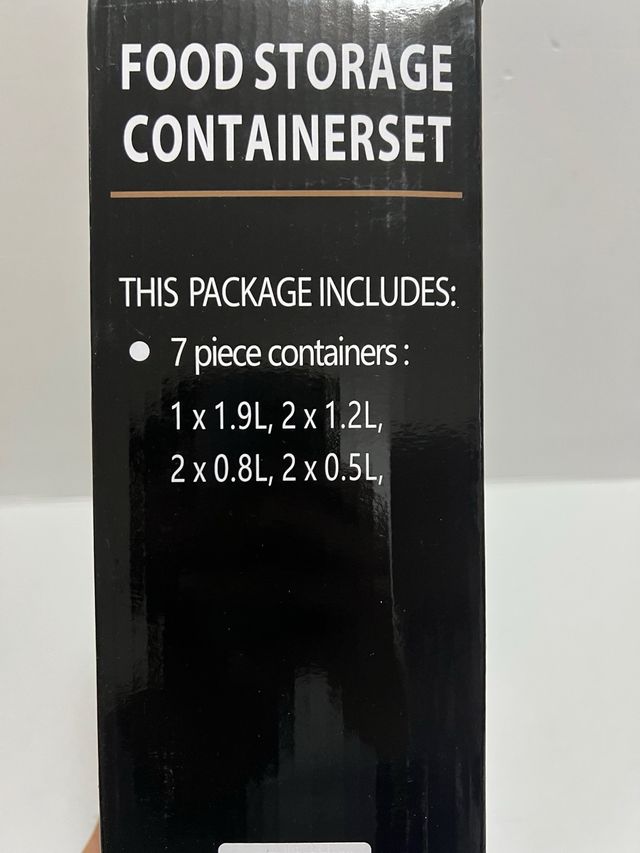 FOOD STORAGE
CONTAINERSET
THIS PACKAGE INCLUDES:
● 7 piece containers :
1 x 1.9L, 2 x 1.2L,
2 x 0.8L, 2 x 0.5L,